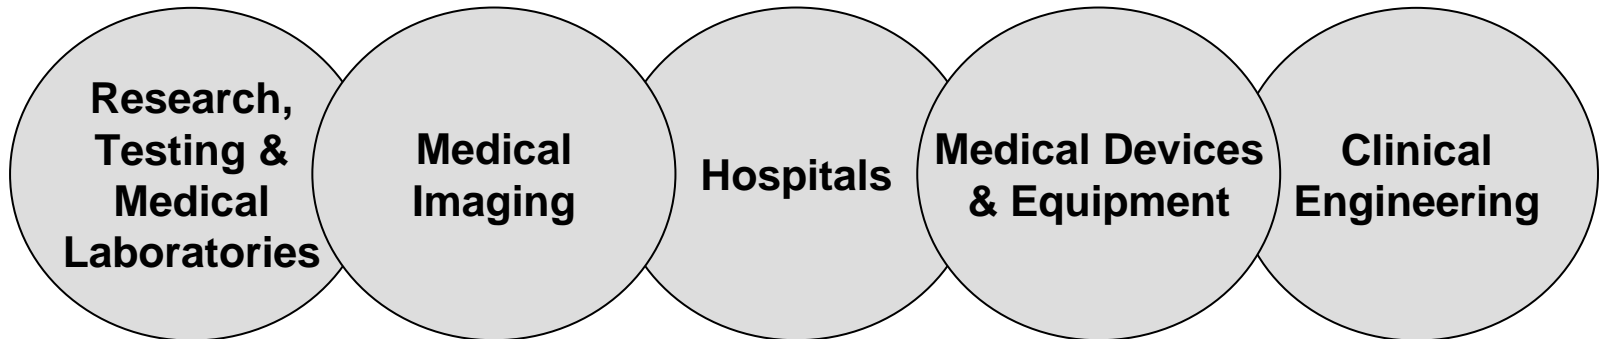 Research,
Testing &
Medical
Laboratories
Medical
Imaging
Hospitals
Medical Devices
& Equipment
Clinical
Engineering